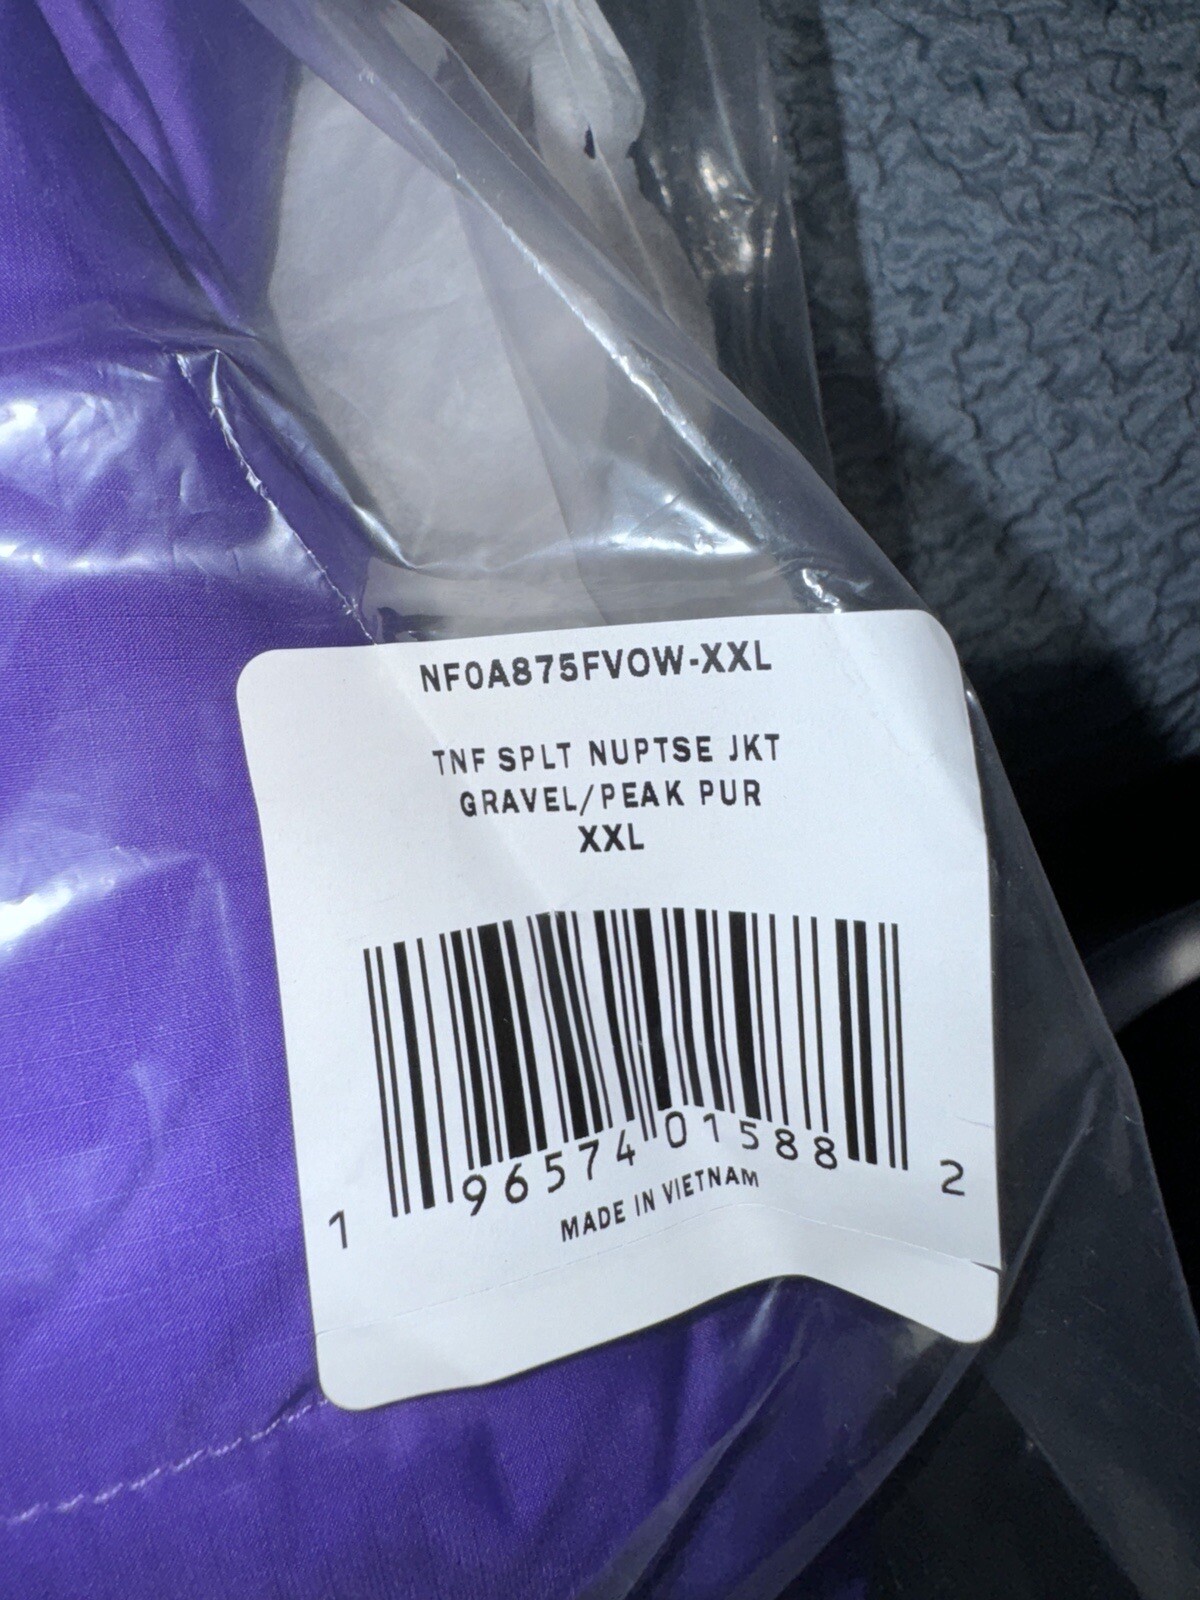 NF0A875FVOW-XXL
TNF SPLT NUPTSE JKT
GRAVEL/PEAK PUR
XXL
1 96574 01588 2
MADE IN VIETNAM